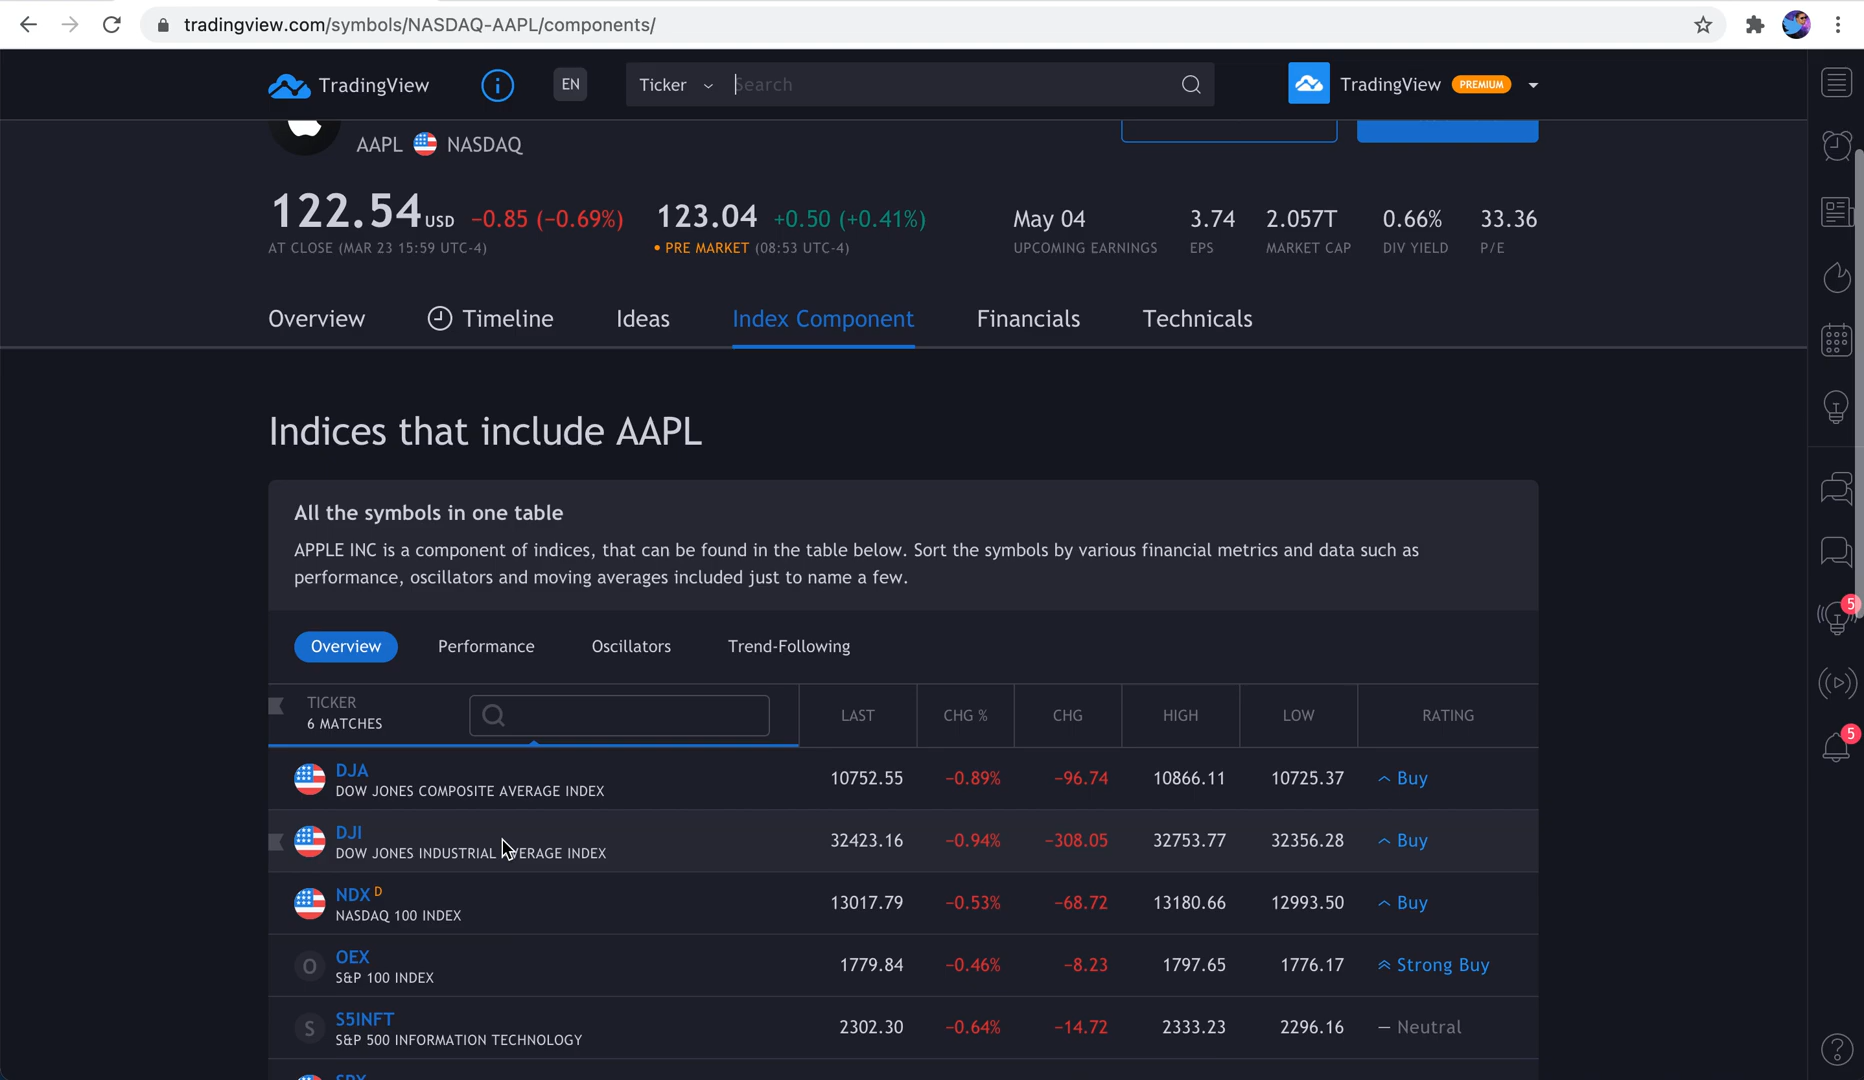 tradingview.com/symbols/NASDAQ-AAPL/components/
TradingView
EN
Ticker
Search
TradingView
PREMIUM
AAPL NASDAQ
122.54 USD −0.85 (−0.69%)
AT CLOSE (MAR 23 15:59 UTC-4)
123.04 +0.50 (+0.41%)
• PRE MARKET (08:53 UTC-4)
May 04
UPCOMING EARNINGS
3.74
EPS
2.057T
MARKET CAP
0.66%
DIV YIELD
33.36
P/E
Overview Timeline Ideas Index Component Financials Technicals
Indices that include AAPL
All the symbols in one table
APPLE INC is a component of indices, that can be found in the table below. Sort the symbols by various financial metrics and data such as
performance, oscillators and moving averages included just to name a few.
Overview Performance Oscillators Trend-Following
TICKER
6 MATCHES
LAST CHG % CHG HIGH LOW RATING
DJA
DOW JONES COMPOSITE AVERAGE INDEX
10752.55 −0.89% −96.74 10866.11 10725.37 Buy
DJI
DOW JONES INDUSTRIAL AVERAGE INDEX
32423.16 −0.94% −308.05 32753.77 32356.28 Buy
NDX D
NASDAQ 100 INDEX
13017.79 −0.53% −68.72 13180.66 12993.50 Buy
O
OEX
S&P 100 INDEX
1779.84 −0.46% −8.23 1797.65 1776.17 Strong Buy
S
S5INFT
S&P 500 INFORMATION TECHNOLOGY
2302.30 −0.64% −14.72 2333.23 2296.16 — Neutral
5
5